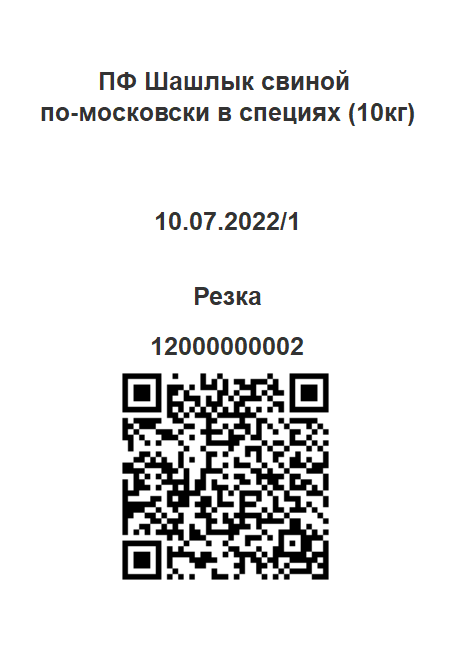 ПФ Шашлык свиной
по-московски в специях (10кг)
10.07.2022/1
Резка
12000000002